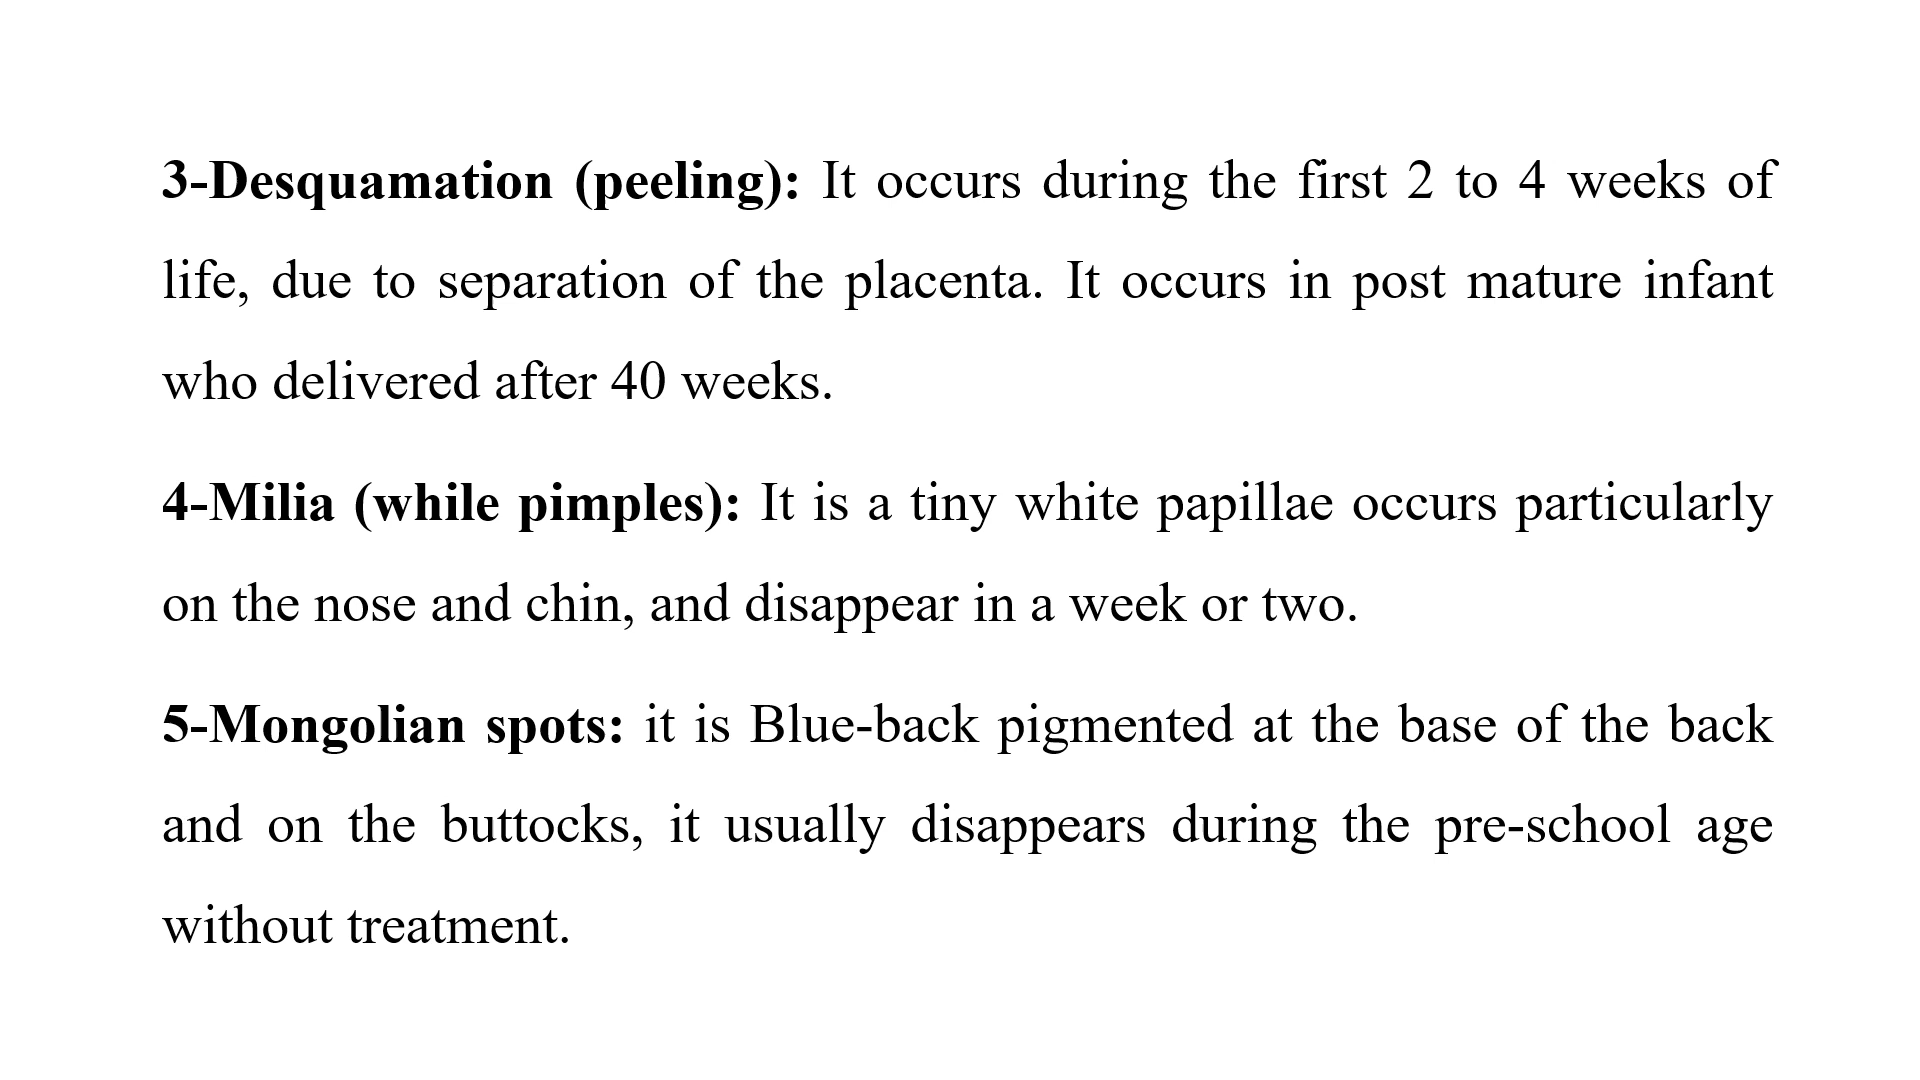 3-Desquamation (peeling): It occurs during the first 2 to 4 weeks of
life, due to separation of the placenta. It occurs in post mature infant
who delivered after 40 weeks.
4-Milia (while pimples): It is a tiny white papillae occurs particularly
on the nose and chin, and disappear in a week or two.
5-Mongolian spots: it is Blue-back pigmented at the base of the back
and on the buttocks, it usually disappears during the pre-school age
without treatment.